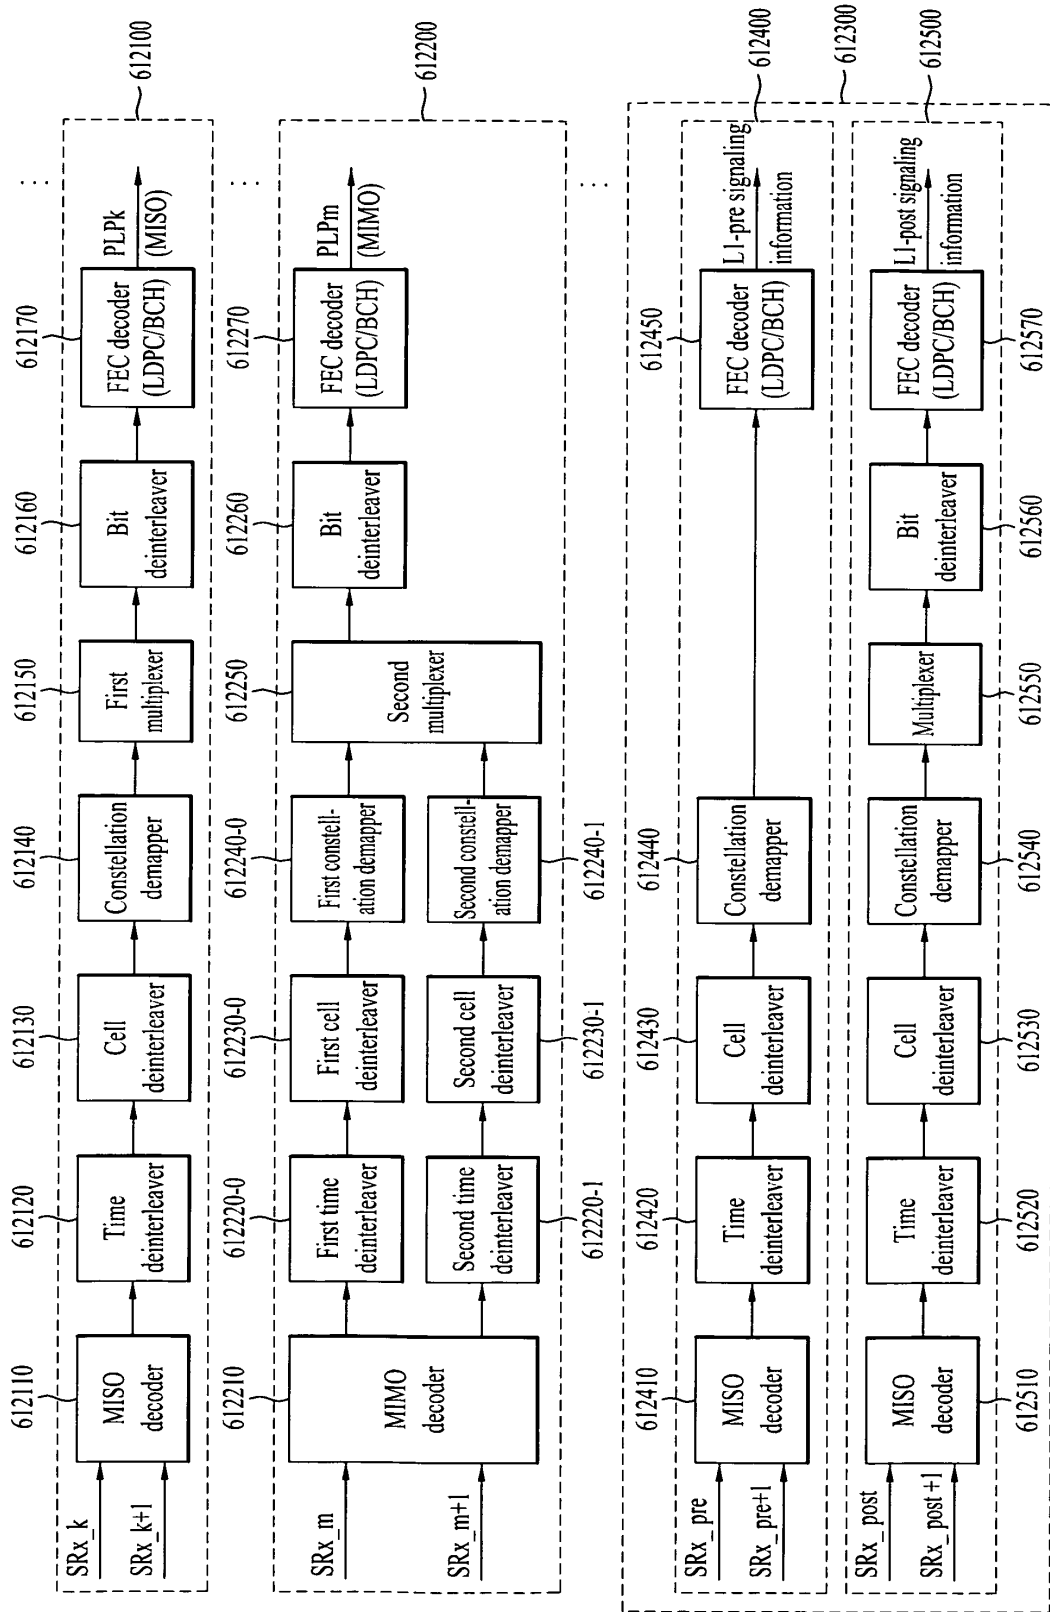 612110
612120
612130
612140
612150
612160
612170
⋮
SRx_k
SRx_k+1
MISO
decoder
Time
deinterleaver
Cell
deinterleaver
Constellation
demapper
First
multiplexer
Bit
deinterleaver
FEC decoder
(LDPC/BCH)
PLPk
(MISO)
612100
612210
612220-0
612230-0
612240-0
612250
612260
612270
⋮
SRx_m
SRx_m+1
MIMO
decoder
First time
deinterleaver
First cell
deinterleaver
First constell-
ation demapper
Second
multiplexer
Bit
deinterleaver
FEC decoder
(LDPC/BCH)
PLPm
(MIMO)
612200
Second time
deinterleaver
Second cell
deinterleaver
Second constell-
ation demapper
612220-1
612230-1
612240-1
⋮
612410
612420
612430
612440
612450
SRx_pre
SRx_pre+1
MISO
decoder
Time
deinterleaver
Cell
deinterleaver
Constellation
demapper
FEC decoder
(LDPC/BCH)
L1-pre signaling
information
612400
612300
SRx_post
SRx_post +1
MISO
decoder
Time
deinterleaver
Cell
deinterleaver
Constellation
demapper
Multiplexer
Bit
deinterleaver
FEC decoder
(LDPC/BCH)
L1-post signaling
information
612500
612510
612520
612530
612540
612550
612560
612570